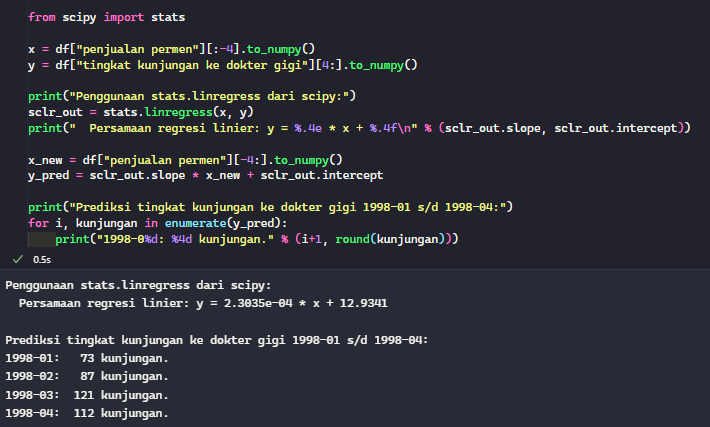 from scipy import stats
x = df["penjualan permen"][:-4].to_numpy()
y = df["tingkat kunjungan ke dokter gigi"][4:].to_numpy()
print("Penggunaan stats.linregress dari scipy:")
sclr_out = stats.linregress(x, y)
print("  Persamaan regresi linier: y = %.4e * x + %.4f\n" % (sclr_out.slope, sclr_out.intercept))
x_new = df["penjualan permen"][-4:].to_numpy()
y_pred = sclr_out.slope * x_new + sclr_out.intercept
print("Prediksi tingkat kunjungan ke dokter gigi 1998-01 s/d 1998-04:")
for i, kunjungan in enumerate(y_pred):
    print("1998-0%d: %4d kunjungan." % (i+1, round(kunjungan)))
0.5s
Penggunaan stats.linregress dari scipy:
  Persamaan regresi linier: y = 2.3035e-04 * x + 12.9341
Prediksi tingkat kunjungan ke dokter gigi 1998-01 s/d 1998-04:
1998-01:   73 kunjungan.
1998-02:   87 kunjungan.
1998-03:  121 kunjungan.
1998-04:  112 kunjungan.